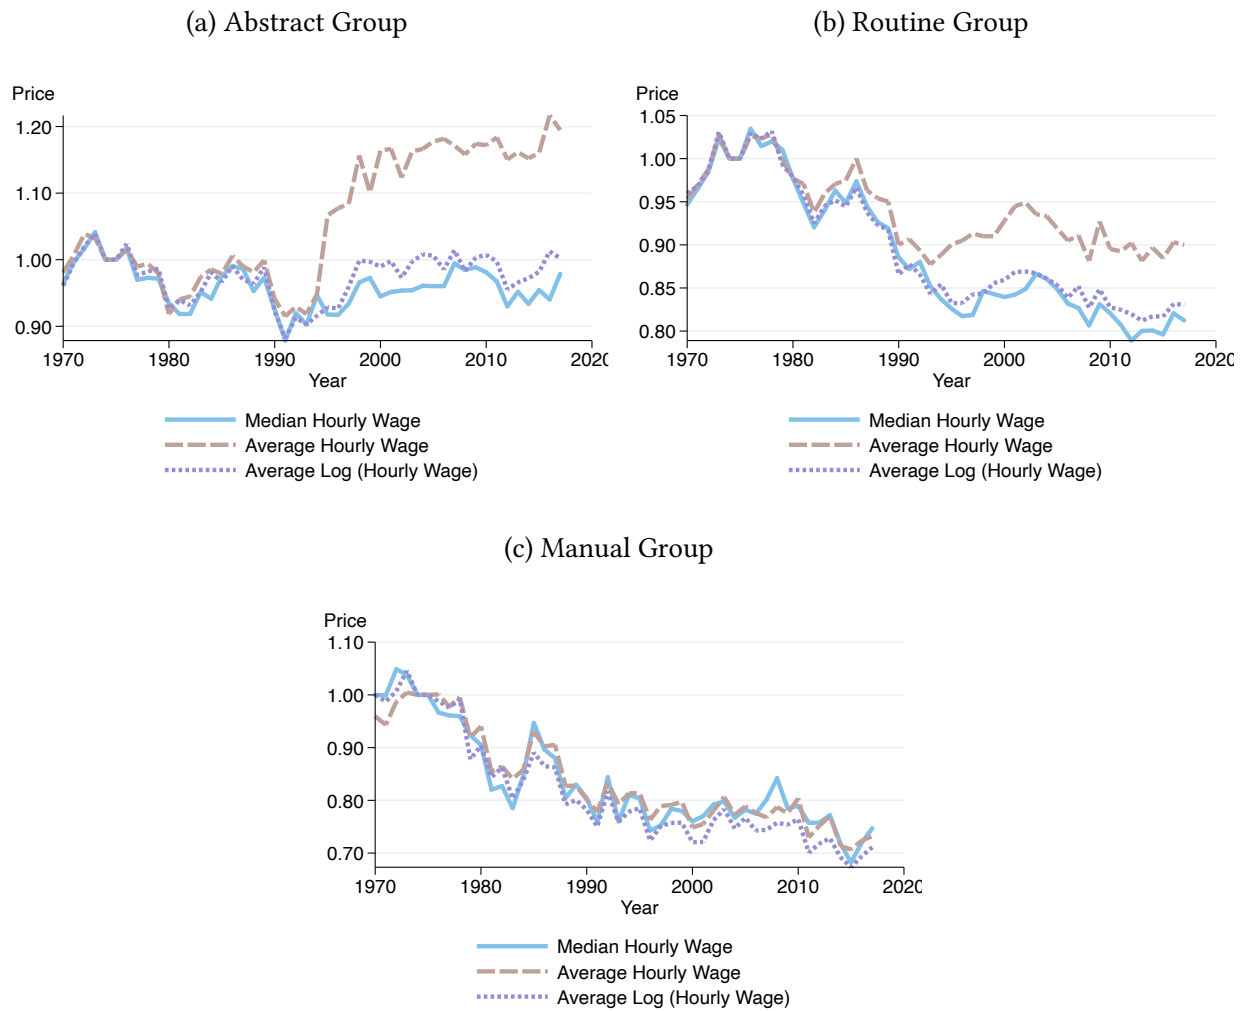 (a) Abstract Group
Price
1.20
1.10
1.00
0.90
1970 1980 1990 2000 2010 2020
Year
Median Hourly Wage
Average Hourly Wage
Average Log (Hourly Wage)
(b) Routine Group
Price
1.05
1.00
0.95
0.90
0.85
0.80
1970 1980 1990 2000 2010 2020
Year
Median Hourly Wage
Average Hourly Wage
Average Log (Hourly Wage)
(c) Manual Group
Price
1.10
1.00
0.90
0.80
0.70
1970 1980 1990 2000 2010 2020
Year
Median Hourly Wage
Average Hourly Wage
Average Log (Hourly Wage)